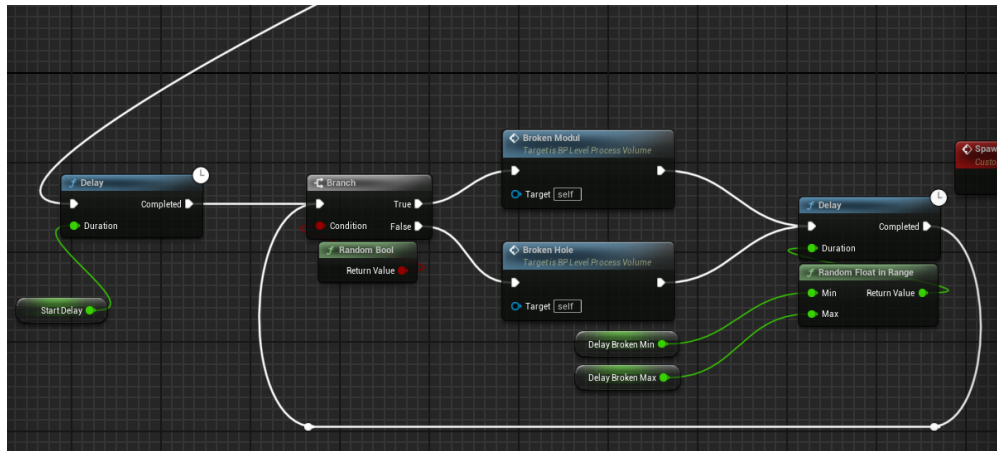 Delay
Completed
Duration
Start Delay
Branch
True
Condition
False
Random Bool
Return Value
Broken Modul
Target is BP Level Process Volume
Target
self
Broken Hole
Target is BP Level Process Volume
Target
self
Delay Broken Min
Delay Broken Max
Delay
Completed
Duration
Random Float in Range
Min
Return Value
Max